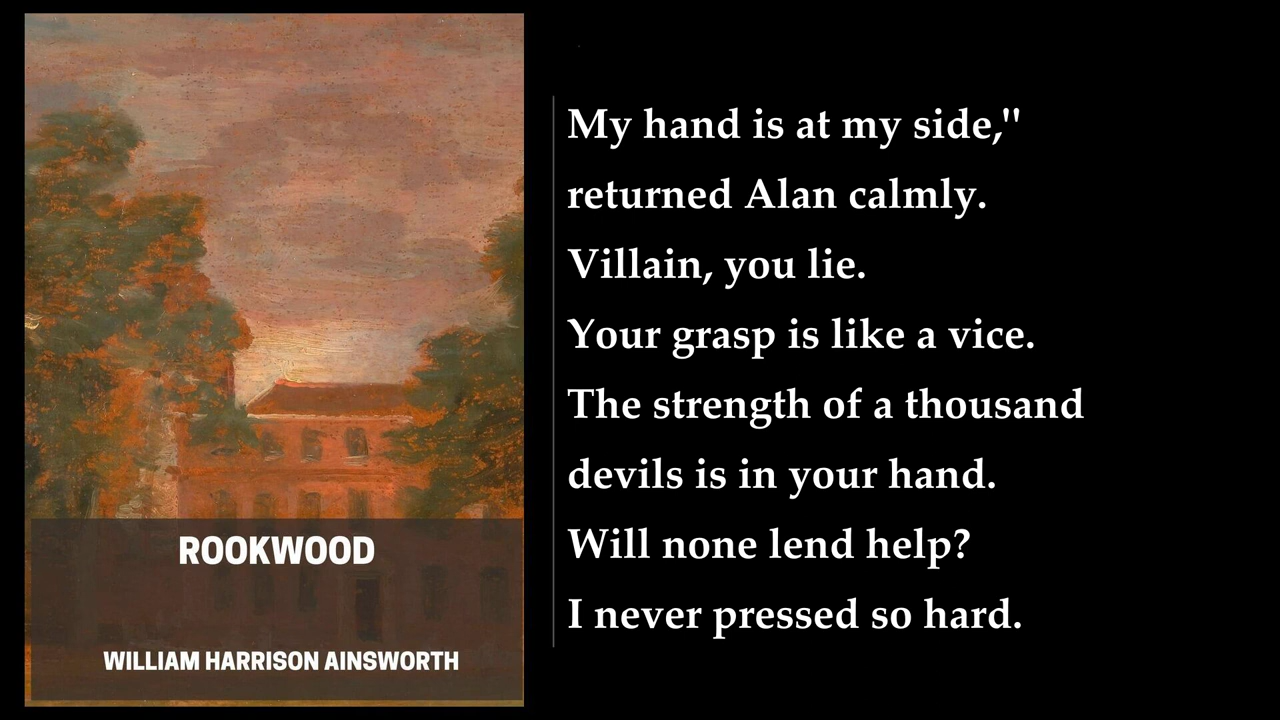 ROOKWOOD
WILLIAM HARRISON AINSWORTH
My hand is at my side,"
returned Alan calmly.
Villain, you lie.
Your grasp is like a vice.
The strength of a thousand
devils is in your hand.
Will none lend help?
I never pressed so hard.